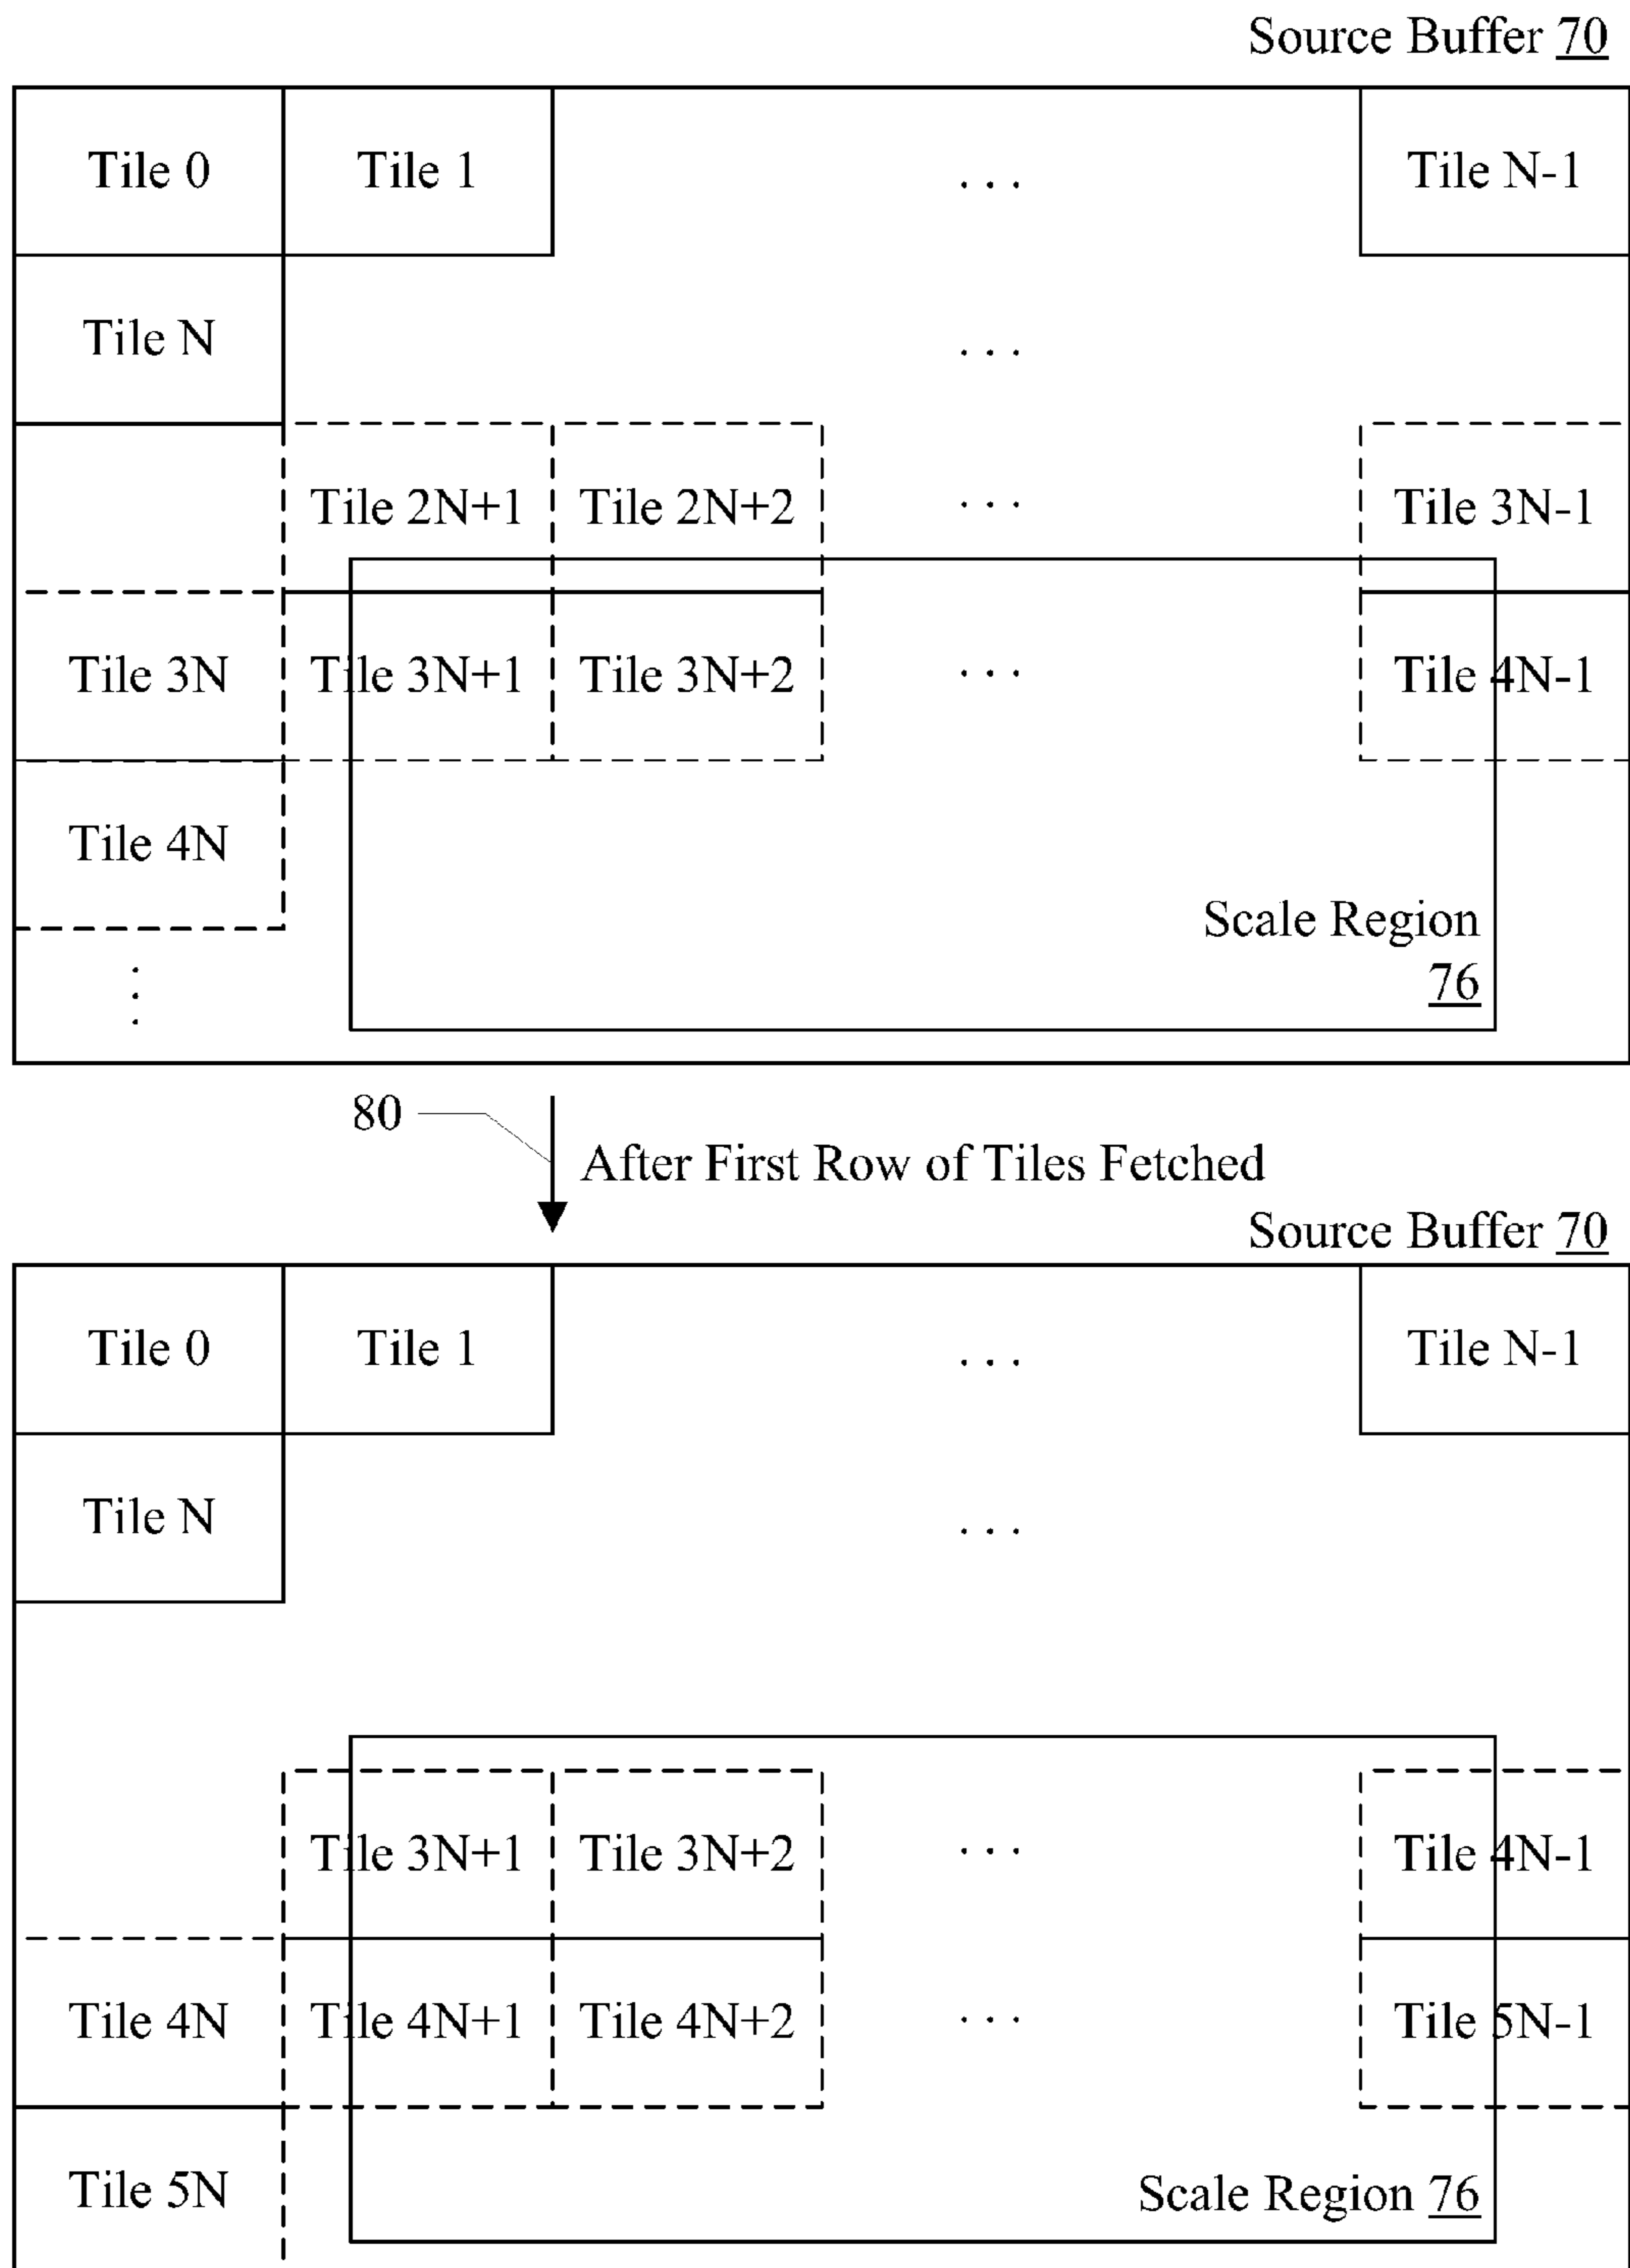 Source Buffer 70
Tile 0 Tile 1 . . . Tile N-1
Tile N . . .
Tile 2N+1 Tile 2N+2 . . . Tile 3N-1
Tile 3N Tile 3N+1 Tile 3N+2 . . . Tile 4N-1
Tile 4N
Scale Region
76
80
After First Row of Tiles Fetched
Source Buffer 70
Tile 0 Tile 1 . . . Tile N-1
Tile N . . .
Tile 3N+1 Tile 3N+2 . . . Tile 4N-1
Tile 4N Tile 4N+1 Tile 4N+2 . . . Tile 5N-1
Tile 5N
Scale Region 76